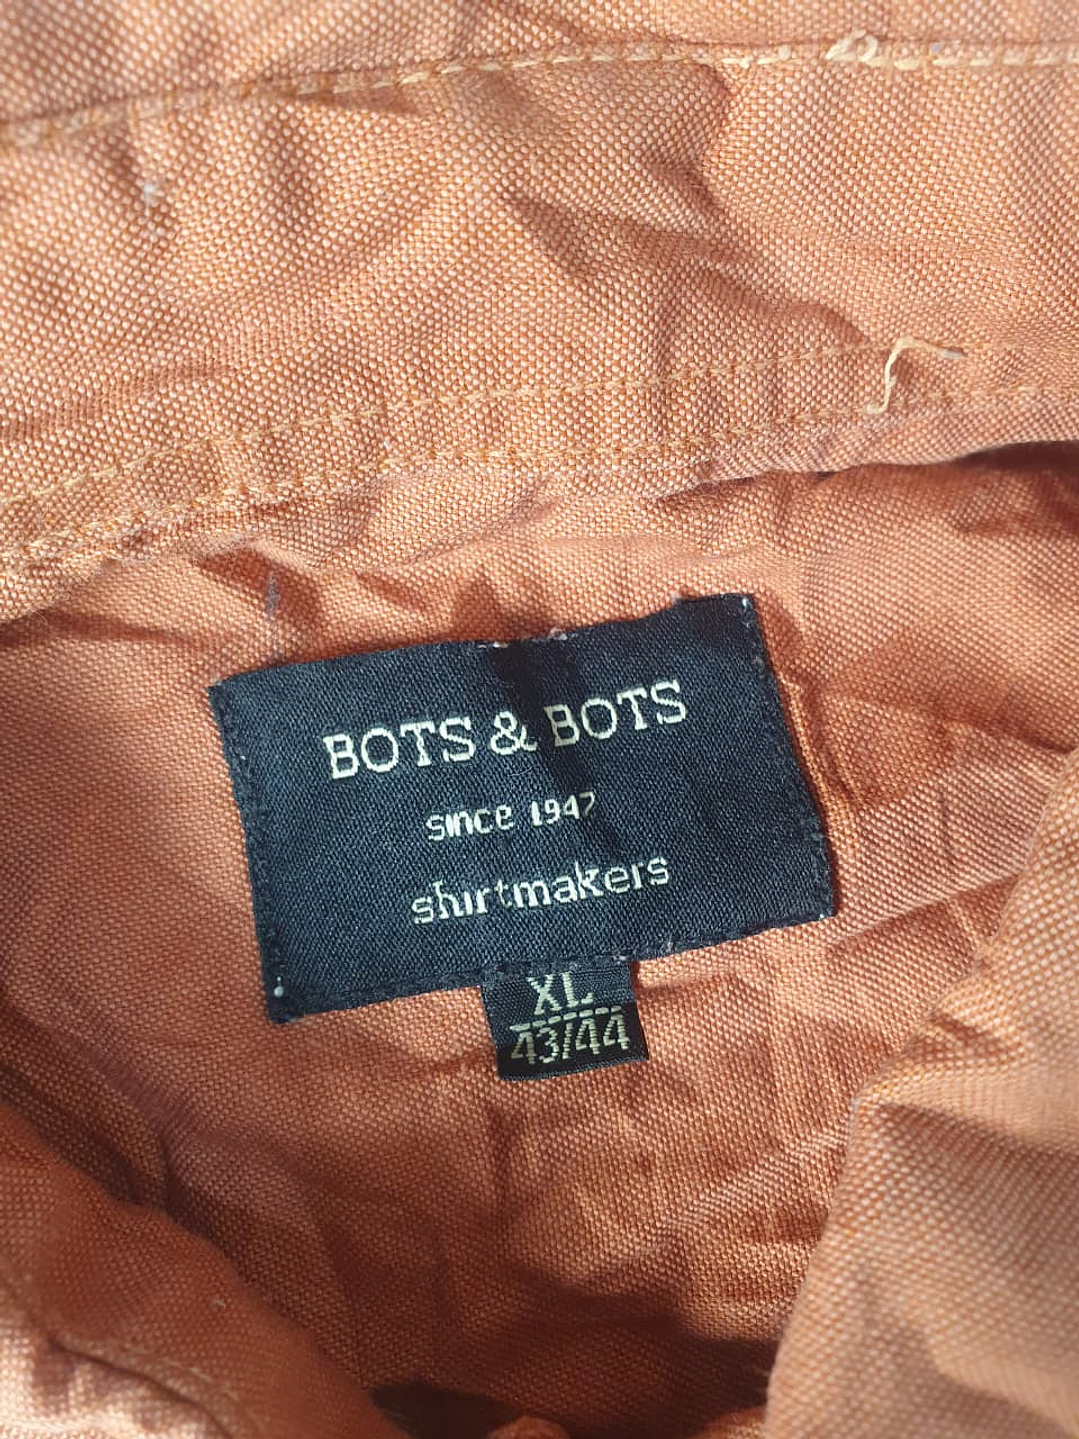 BOTS & BOTS
since 1947
shirtmakers
XL
43/44